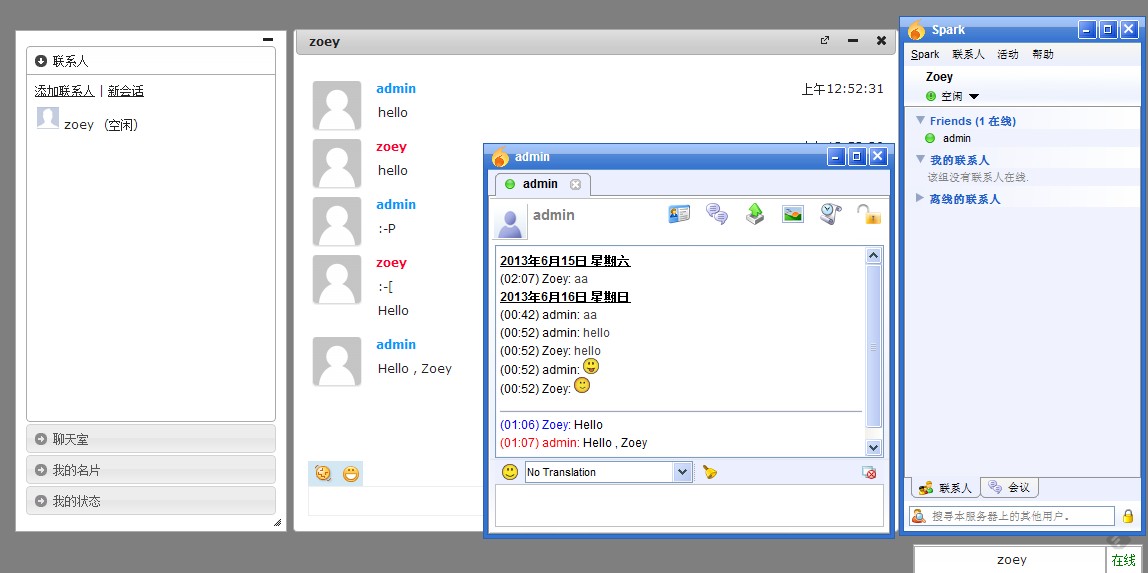 联系人
添加联系人 | 新会话
zoey （空闲）
聊天室
我的名片
我的状态
zoey
admin
上午12:52:31
hello
zoey
hello
admin
:-P
zoey
:-[
Hello
admin
Hello , Zoey
admin
admin
admin
2013年6月15日 星期六
(02:07) Zoey: aa
2013年6月16日 星期日
(00:42) admin: aa
(00:52) admin: hello
(00:52) Zoey: hello
(00:52) admin:
(00:52) Zoey:
(01:06) Zoey: Hello
(01:07) admin: Hello , Zoey
No Translation
Spark
Spark 联系人 活动 帮助
Zoey
空闲
Friends (1 在线)
admin
我的联系人
该组没有联系人在线.
离线的联系人
联系人 会议
搜寻本服务器上的其他用户。
zoey 在线